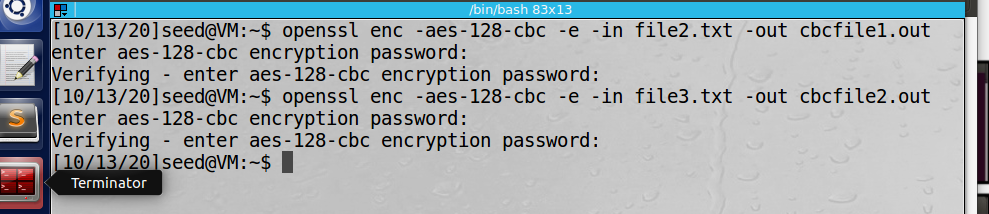 /bin/bash 83x13
[10/13/20]seed@VM:~$ openssl enc -aes-128-cbc -e -in file2.txt -out cbcfile1.out
enter aes-128-cbc encryption password:
Verifying - enter aes-128-cbc encryption password:
[10/13/20]seed@VM:~$ openssl enc -aes-128-cbc -e -in file3.txt -out cbcfile2.out
enter aes-128-cbc encryption password:
Verifying - enter aes-128-cbc encryption password:
[10/13/20]seed@VM:~$
Terminator